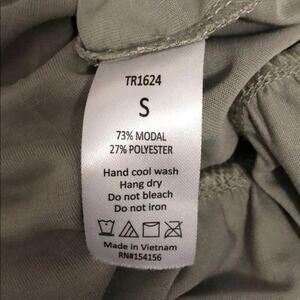 TR1624
S
73% MODAL
27% POLYESTER
Hand cool wash
Hang dry
Do not bleach
Do not iron
Made in Vietnam
RN#154156